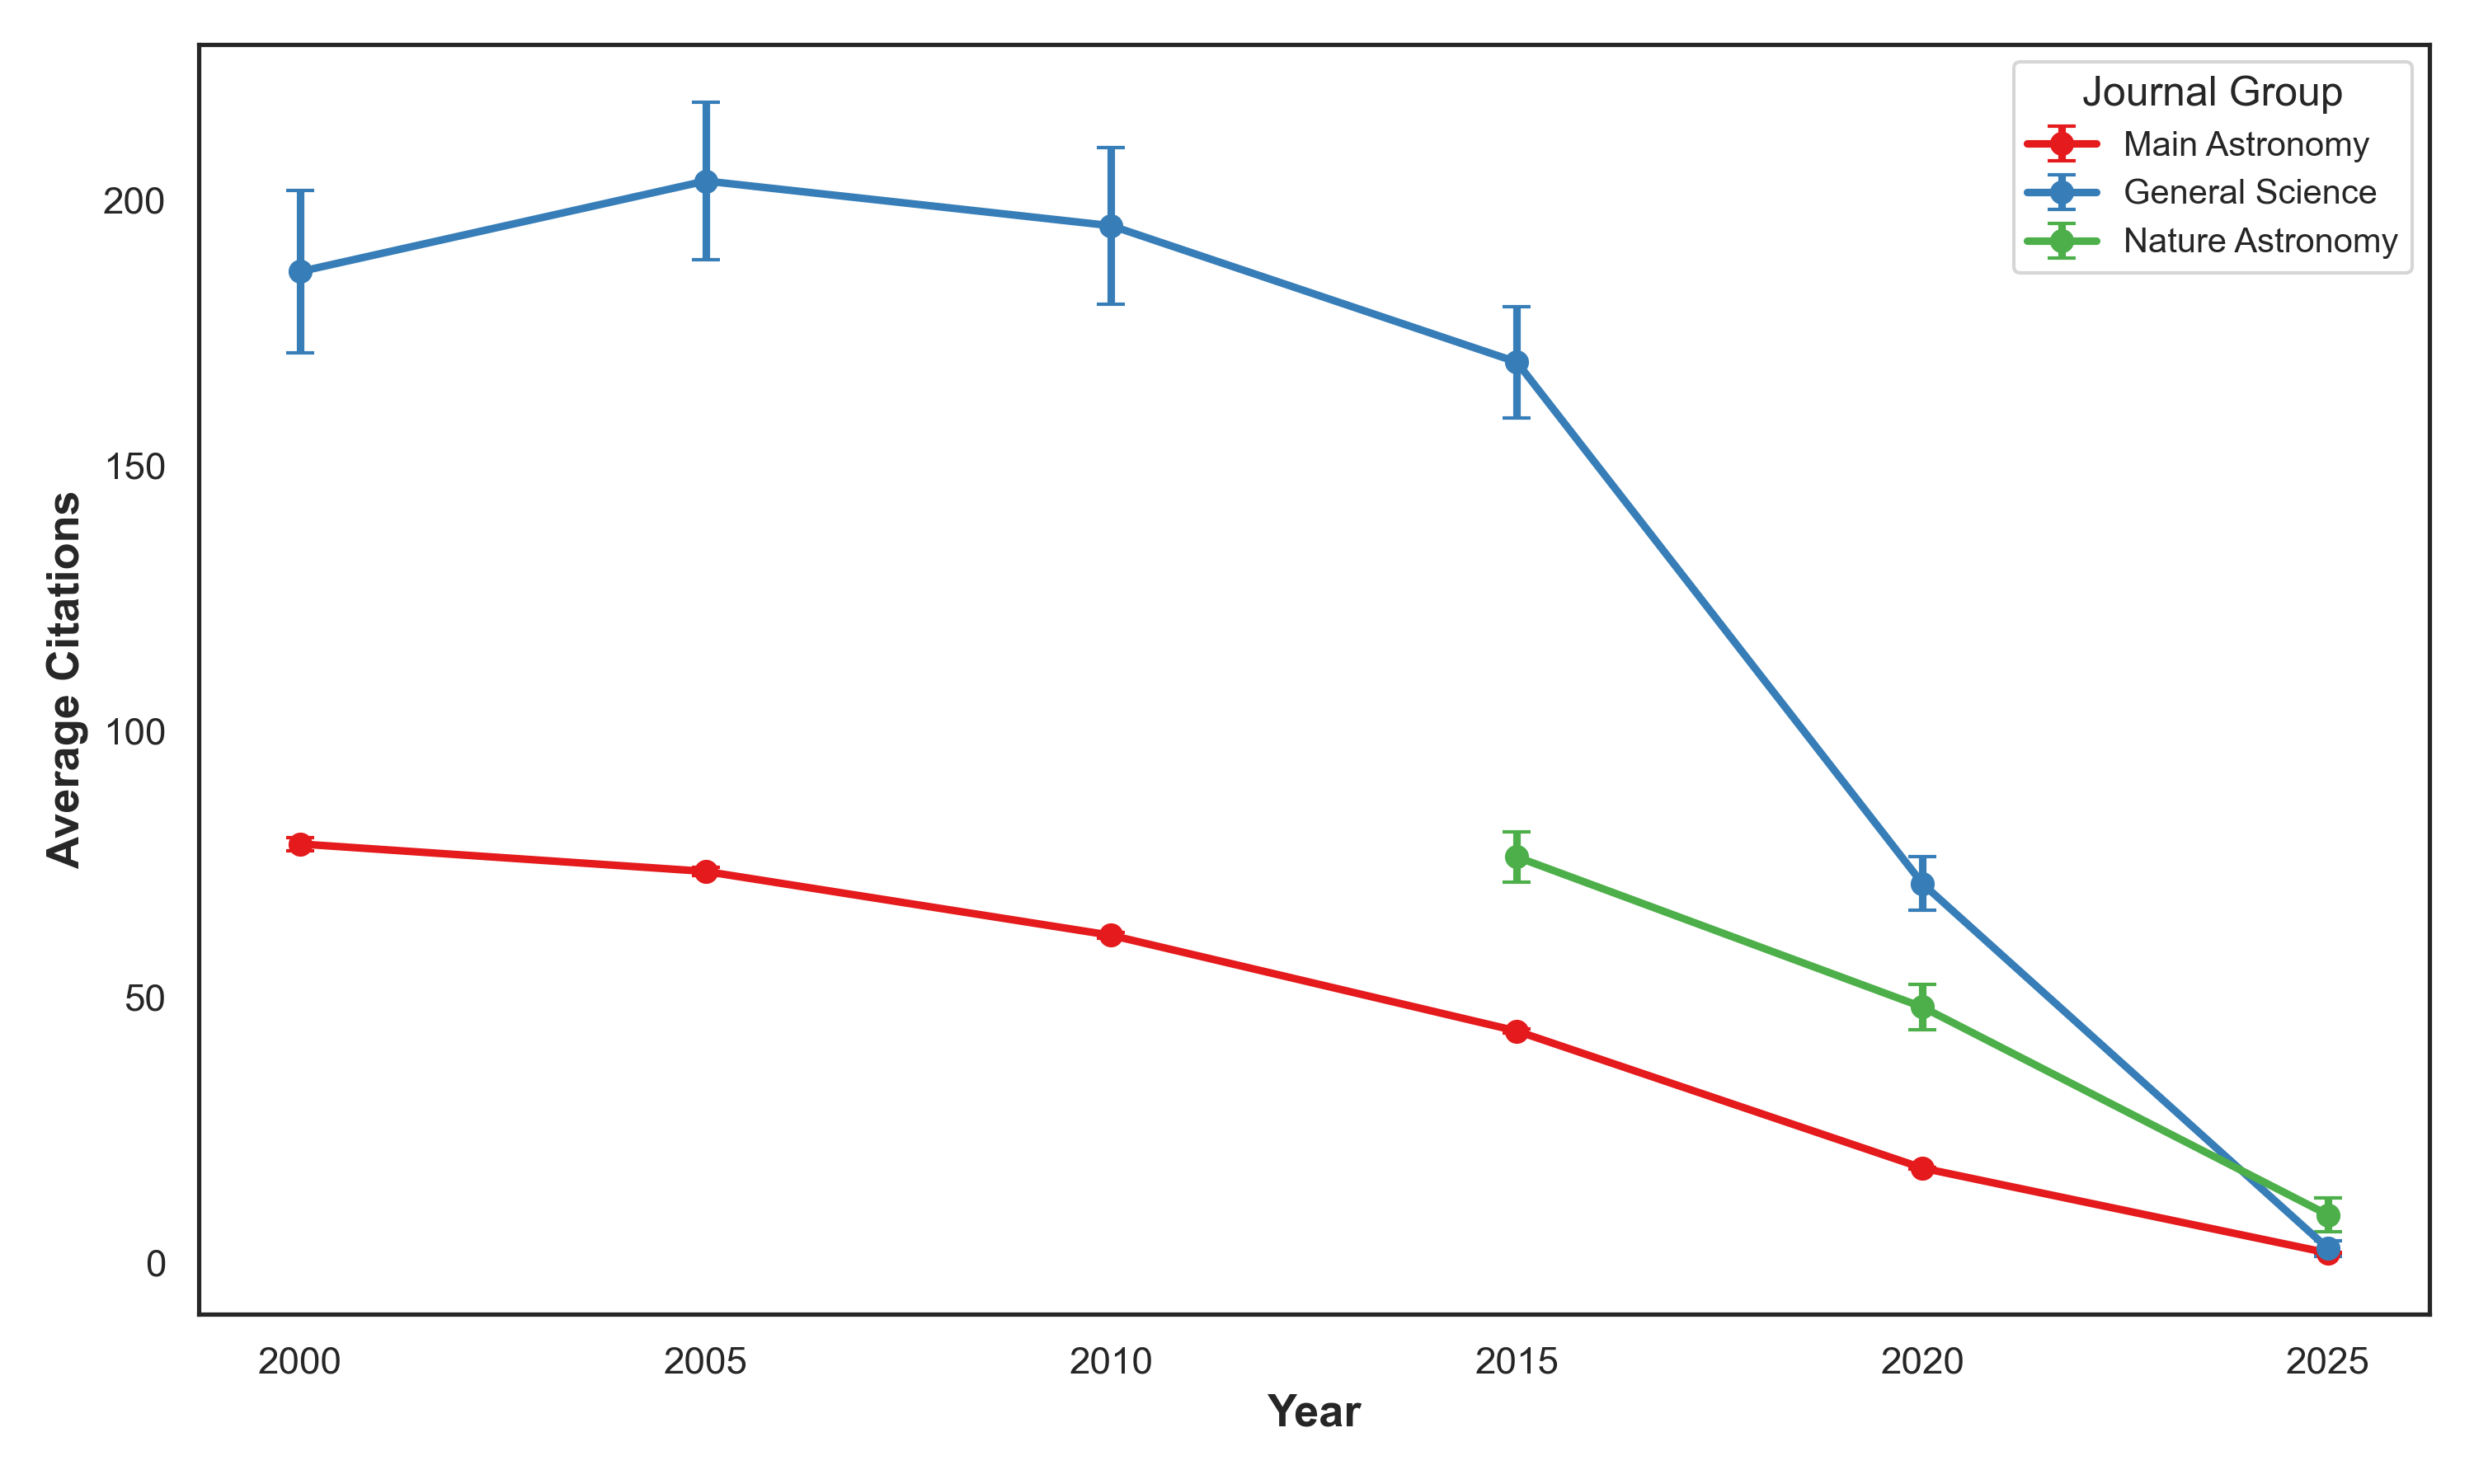 Journal Group
Main Astronomy
General Science
Nature Astronomy
Average Citations
200
150
100
50
0
2000 2005 2010 2015 2020 2025
Year